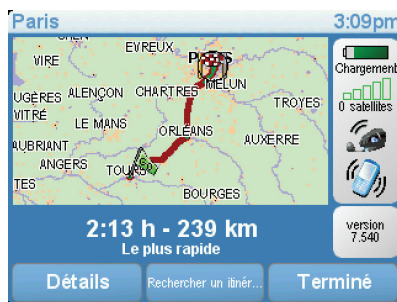 Paris
3:09pm
EVREUX
VIRE
Chargement
UGÈRES
ALENÇON
CHARTRES
MELUN
0 satellites
VITRÉ
LE MANS
TROYES
ORLÉANS
AUBRIANT
AUXERRE
ANGERS
TOURS
TES
BOURGES
2:13 h - 239 km
Le plus rapide
version
7.540
Détails
Rechercher un itinér...
Terminé